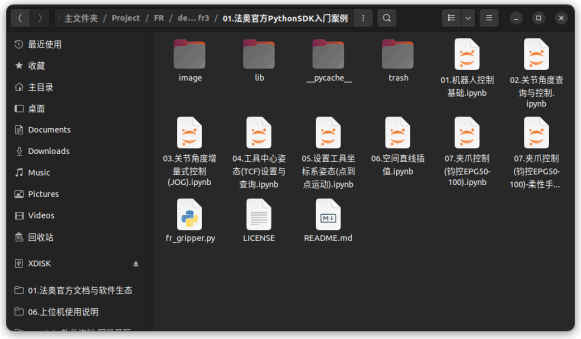 主文件夹 / Project / FR / de... fr3 / 01.法奥官方PythonSDK入门案例
最近使用
收藏
主目录
桌面
Documents
Downloads
Music
Pictures
Videos
回收站
XDISK
01.法奥官方文档与软件生态
06.上位机使用说明
image
lib
__pycache__
trash
01.机器人控制
基础.ipynb
02.关节角度查
询与控制.
ipynb
03.关节角度增
量式控制
(JOG).ipynb
04.工具中心姿
态(TCF)设置与
查询.ipynb
05.设置工具坐
标系姿态(点到
点运动).ipynb
06.空间直线插
值.ipynb
07.夹爪控制
(钧控EPG50-
100).ipynb
07.夹爪控制
(钧控EPG50-
100)-柔性手...
fr_gripper.py
LICENSE
README.md